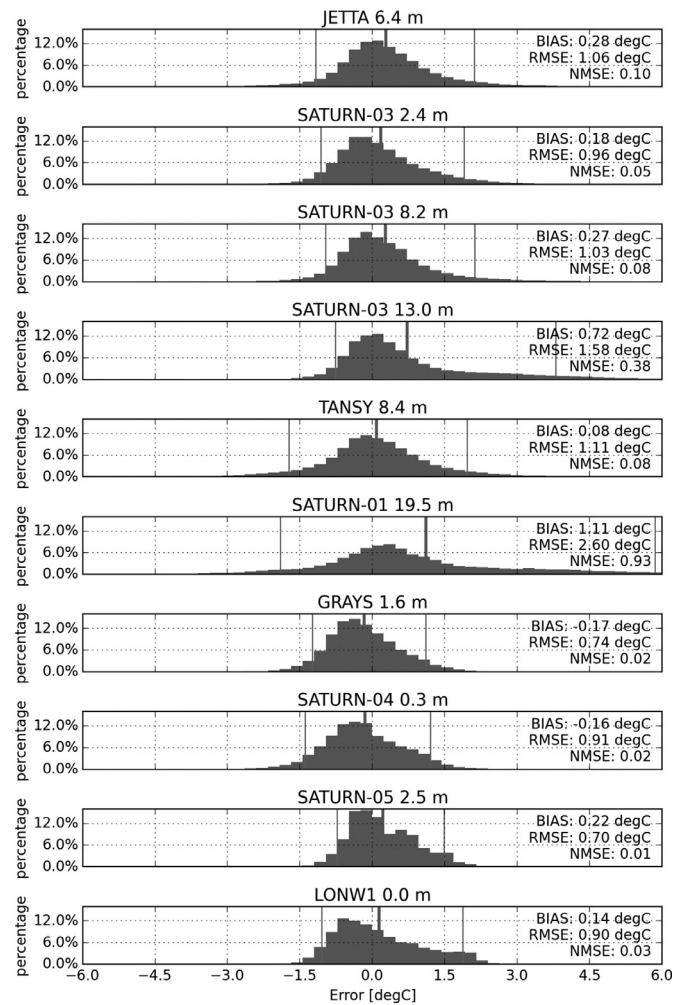 JETTA 6.4 m
percentage
12.0%
6.0%
0.0%
BIAS: 0.28 degC
RMSE: 1.06 degC
NMSE: 0.10
SATURN-03 2.4 m
percentage
12.0%
6.0%
0.0%
BIAS: 0.18 degC
RMSE: 0.96 degC
NMSE: 0.05
SATURN-03 8.2 m
percentage
12.0%
6.0%
0.0%
BIAS: 0.27 degC
RMSE: 1.03 degC
NMSE: 0.08
SATURN-03 13.0 m
percentage
12.0%
6.0%
0.0%
BIAS: 0.72 degC
RMSE: 1.58 degC
NMSE: 0.38
TANSY 8.4 m
percentage
12.0%
6.0%
0.0%
BIAS: 0.08 degC
RMSE: 1.11 degC
NMSE: 0.08
SATURN-01 19.5 m
percentage
12.0%
6.0%
0.0%
BIAS: 1.11 degC
RMSE: 2.60 degC
NMSE: 0.93
GRAYS 1.6 m
percentage
12.0%
6.0%
0.0%
BIAS: -0.17 degC
RMSE: 0.74 degC
NMSE: 0.02
SATURN-04 0.3 m
percentage
12.0%
6.0%
0.0%
BIAS: -0.16 degC
RMSE: 0.91 degC
NMSE: 0.02
SATURN-05 2.5 m
percentage
12.0%
6.0%
0.0%
BIAS: 0.22 degC
RMSE: 0.70 degC
NMSE: 0.01
LONW1 0.0 m
percentage
12.0%
6.0%
0.0%
BIAS: 0.14 degC
RMSE: 0.90 degC
NMSE: 0.03
−6.0 −4.5 −3.0 −1.5 0.0 1.5 3.0 4.5 6.0
Error [degC]